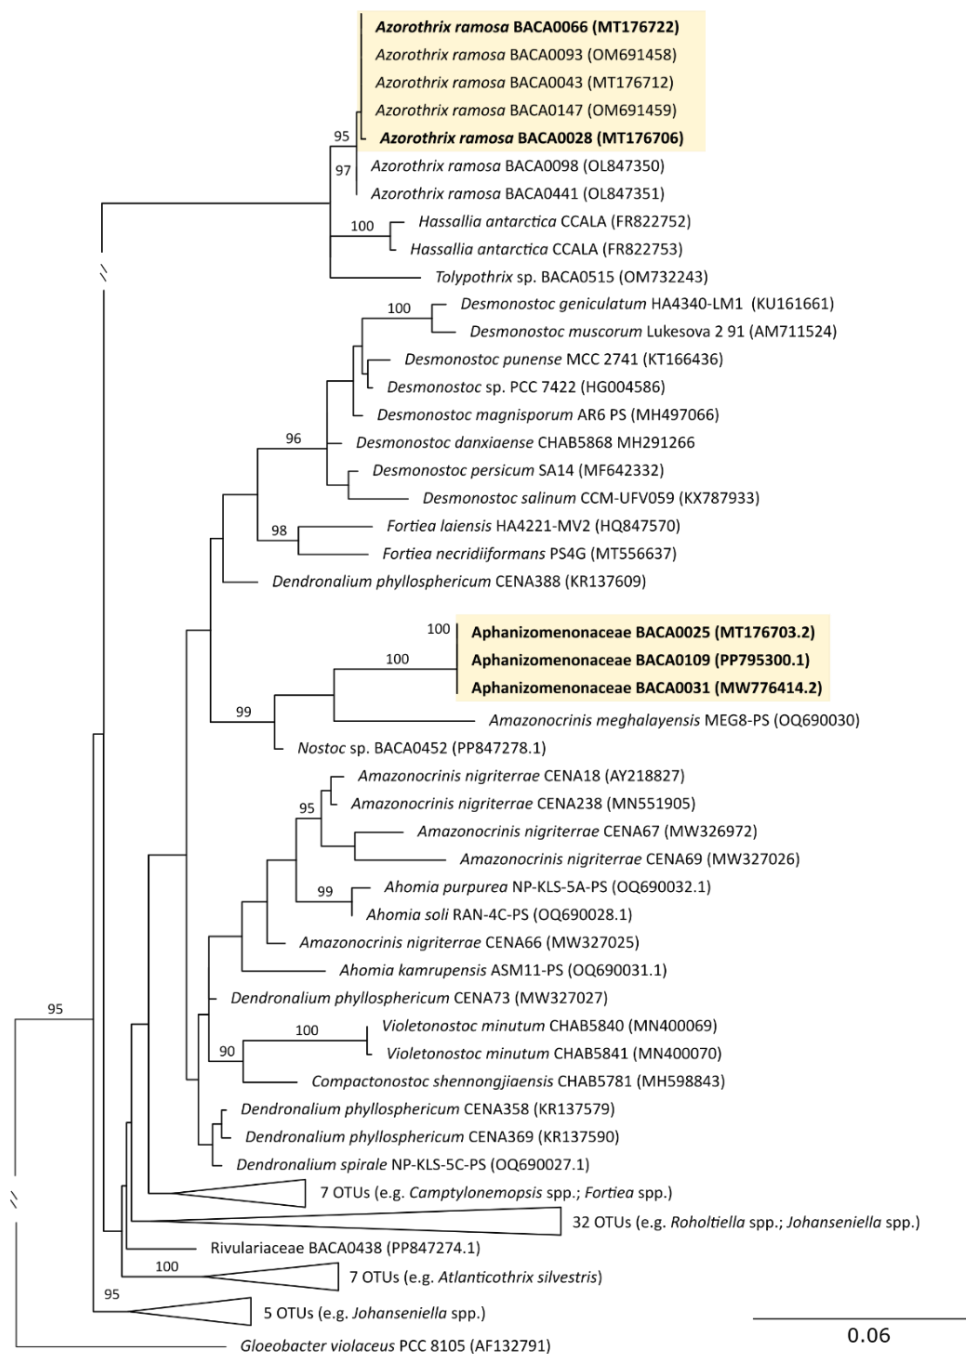 Azorothrix ramosa BACA0066 (MT176722)
Azorothrix ramosa BACA0093 (OM691458)
Azorothrix ramosa BACA0043 (MT176712)
Azorothrix ramosa BACA0147 (OM691459)
95
Azorothrix ramosa BACA0028 (MT176706)
97
Azorothrix ramosa BACA0098 (OL847350)
Azorothrix ramosa BACA0441 (OL847351)
100
Hassallia antarctica CCALA (FR822752)
Hassallia antarctica CCALA (FR822753)
Tolypothrix sp. BACA0515 (OM732243)
100
Desmonostoc geniculatum HA4340-LM1 (KU161661)
Desmonostoc muscorum Lukesova 2 91 (AM711524)
Desmonostoc punense MCC 2741 (KT166436)
Desmonostoc sp. PCC 7422 (HG004586)
Desmonostoc magnisporum AR6 PS (MH497066)
96
Desmonostoc danxiaense CHAB5868 MH291266
Desmonostoc persicum SA14 (MF642332)
Desmonostoc salinum CCM-UFV059 (KX787933)
98
Fortiea laiensis HA4221-MV2 (HQ847570)
Fortiea necridiiformans PS4G (MT556637)
Dendronalium phyllosphericum CENA388 (KR137609)
100
Aphanizomenonaceae BACA0025 (MT176703.2)
100
Aphanizomenonaceae BACA0109 (PP795300.1)
Aphanizomenonaceae BACA0031 (MW776414.2)
99
Amazonocrinis meghalayensis MEG8-PS (OQ690030)
Nostoc sp. BACA0452 (PP847278.1)
Amazonocrinis nigriterrae CENA18 (AY218827)
95
Amazonocrinis nigriterrae CENA238 (MN551905)
Amazonocrinis nigriterrae CENA67 (MW326972)
Amazonocrinis nigriterrae CENA69 (MW327026)
99
Ahomia purpurea NP-KLS-5A-PS (OQ690032.1)
Ahomia soli RAN-4C-PS (OQ690028.1)
Amazonocrinis nigriterrae CENA66 (MW327025)
Ahomia kamrupensis ASM11-PS (OQ690031.1)
Dendronalium phyllosphericum CENA73 (MW327027)
95
100
Violetonostoc minutum CHAB5840 (MN400069)
90
Violetonostoc minutum CHAB5841 (MN400070)
Compactonostoc shennongjiaensis CHAB5781 (MH598843)
Dendronalium phyllosphericum CENA358 (KR137579)
Dendronalium phyllosphericum CENA369 (KR137590)
Dendronalium spirale NP-KLS-5C-PS (OQ690027.1)
7 OTUs (e.g. Camptylonemopsis spp.; Fortiea spp.)
32 OTUs (e.g. Roholtiella spp.; Johanseniella spp.)
Rivulariaceae BACA0438 (PP847274.1)
100
7 OTUs (e.g. Atlanticothrix silvestris)
95
5 OTUs (e.g. Johanseniella spp.)
0.06
Gloeobacter violaceus PCC 8105 (AF132791)